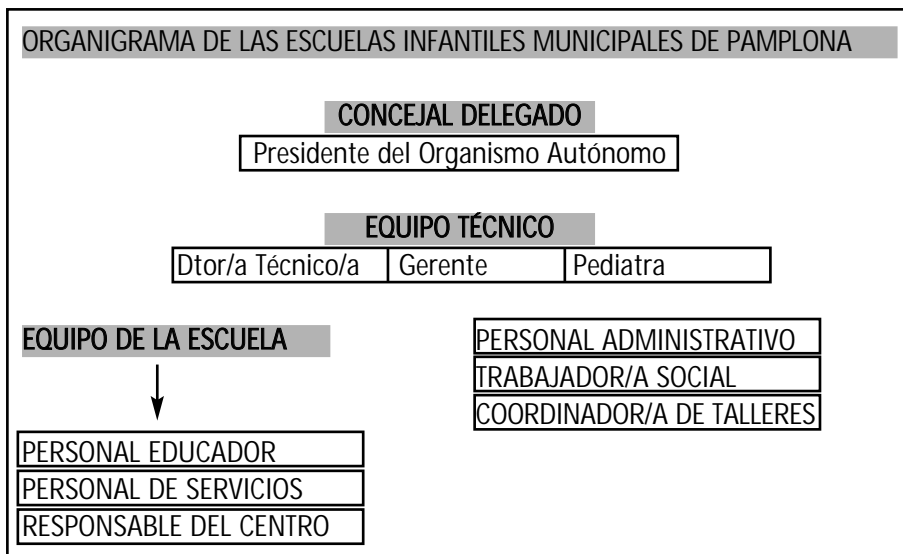 ORGANIGRAMA DE LAS ESCUELAS INFANTILES MUNICIPALES DE PAMPLONA
CONCEJAL DELEGADO
Presidente del Organismo Autónomo
EQUIPO TÉCNICO
Dtor/a Técnico/a Gerente Pediatra
EQUIPO DE LA ESCUELA
PERSONAL ADMINISTRATIVO
TRABAJADOR/A SOCIAL
COORDINADOR/A DE TALLERES
PERSONAL EDUCADOR
PERSONAL DE SERVICIOS
RESPONSABLE DEL CENTRO